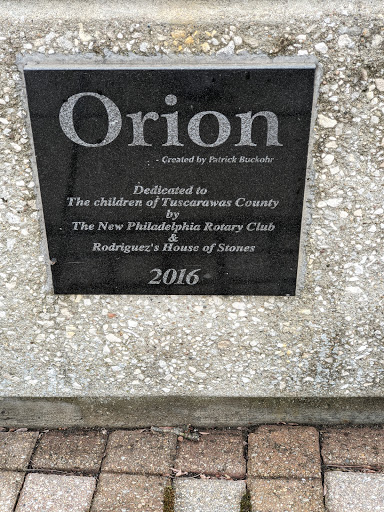 Orion
- Created by Patrick Buckohr
Dedicated to
The children of Tuscarawas County
by
The New Philadelphia Rotary Club
&
Rodriguez's House of Stones
2016